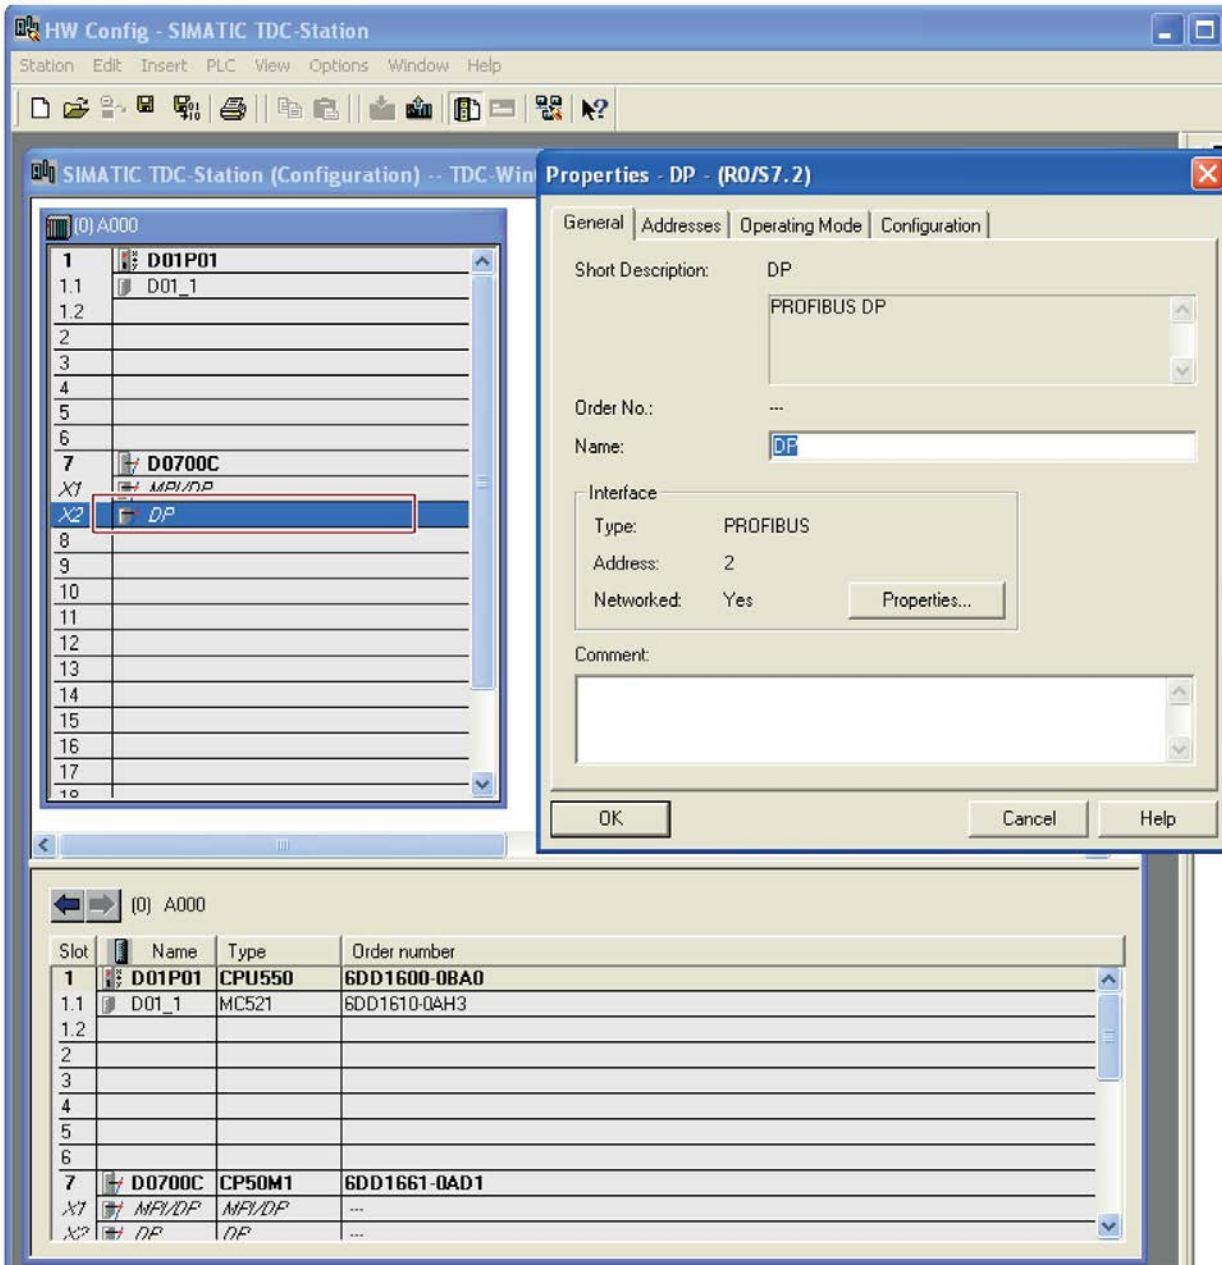 HW Config - SIMATIC TDC-Station
Station Edit Insert PLC View Options Window Help
SIMATIC TDC-Station (Configuration) -- TDC-Win
(0) A000
1 D01P01
1.1 D01_1
1.2
2
3
4
5
6
7 D0700C
X1 MPI/DP
X2 DP
8
9
10
11
12
13
14
15
16
17
18
Properties - DP - (R0/S7.2)
General Addresses Operating Mode Configuration
Short Description: DP
PROFIBUS DP
Order No.: ---
Name: DP
Interface
Type: PROFIBUS
Address: 2
Networked: Yes Properties...
Comment:
OK Cancel Help
(0) A000
Slot Name Type Order number
1 D01P01 CPU550 6DD1600-0BA0
1.1 D01_1 MC521 6DD1610-0AH3
1.2
2
3
4
5
6
7 D0700C CP50M1 6DD1661-0AD1
X1 MPI/DP MPI/DP ---
X2 DP DP ---